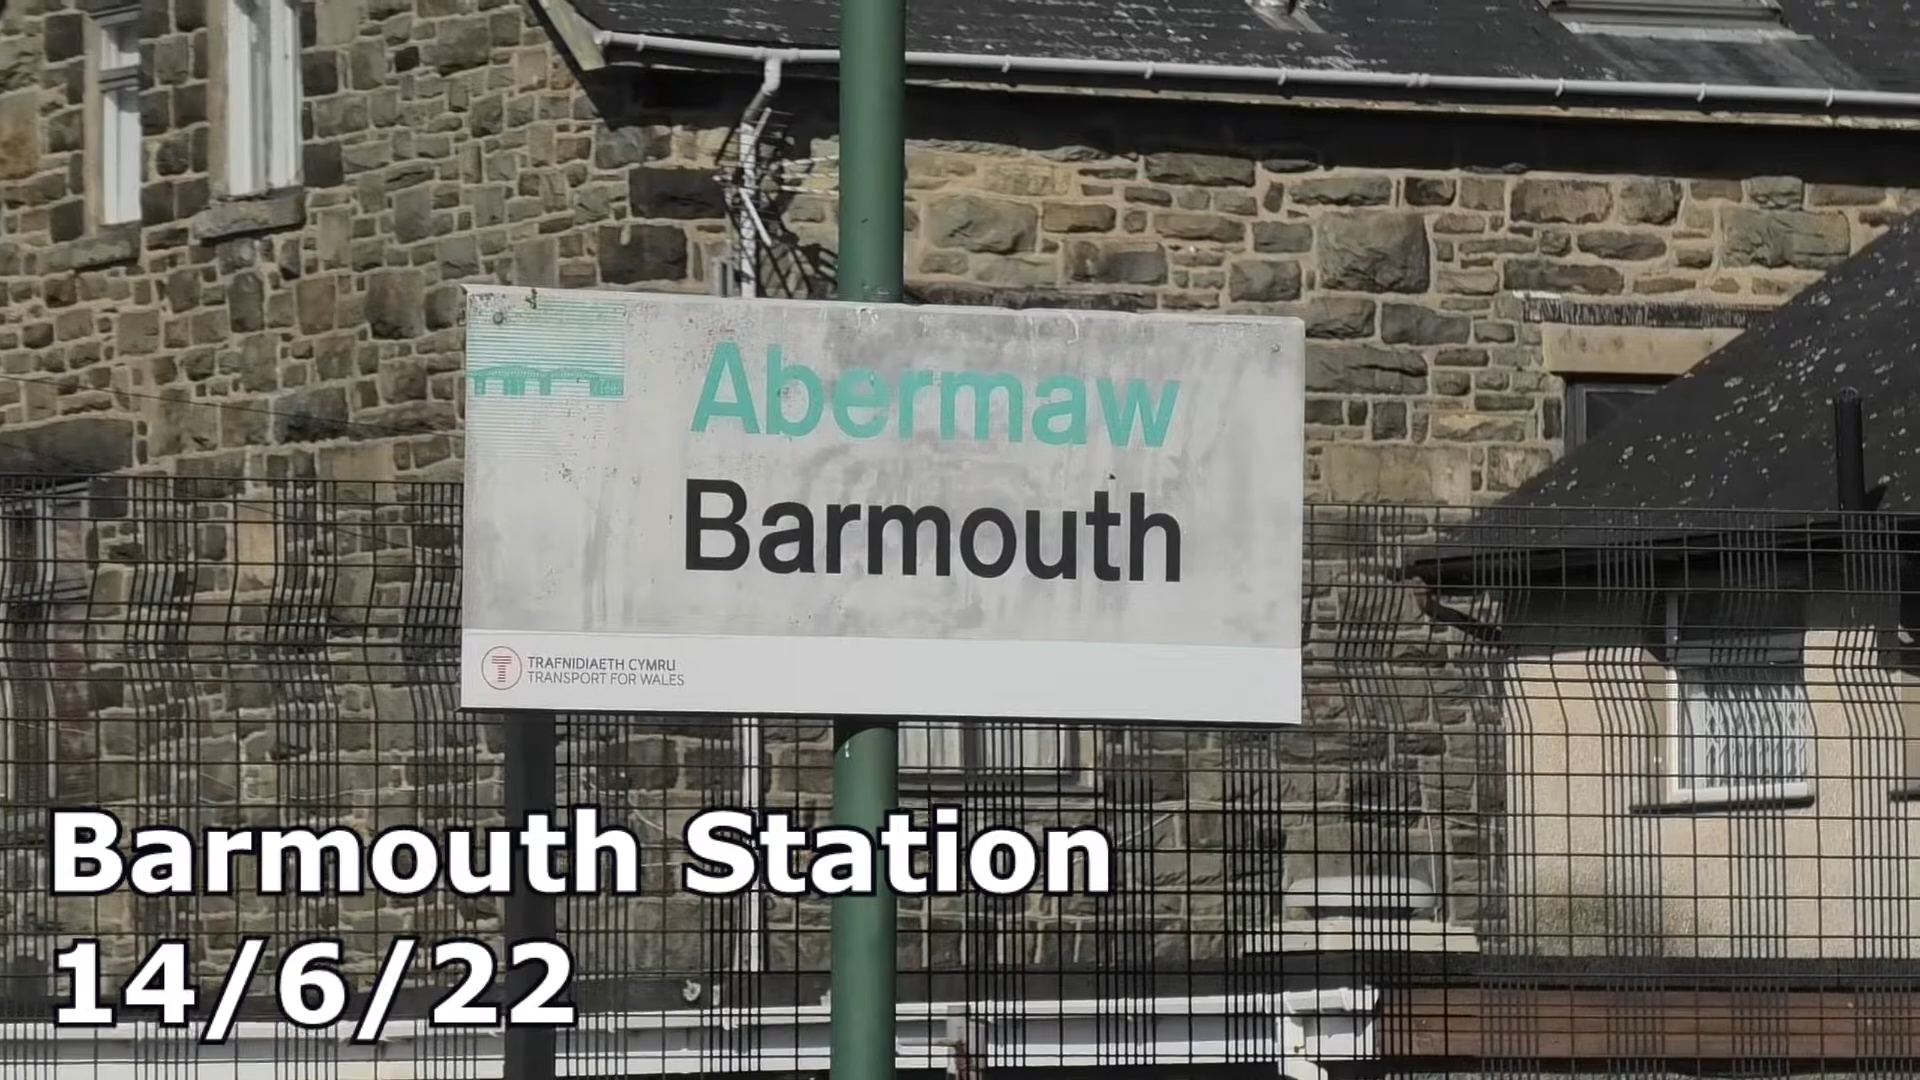 Abermaw
Barmouth
TRAFNIDIAETH CYMRU
TRANSPORT FOR WALES
Barmouth Station
14/6/22